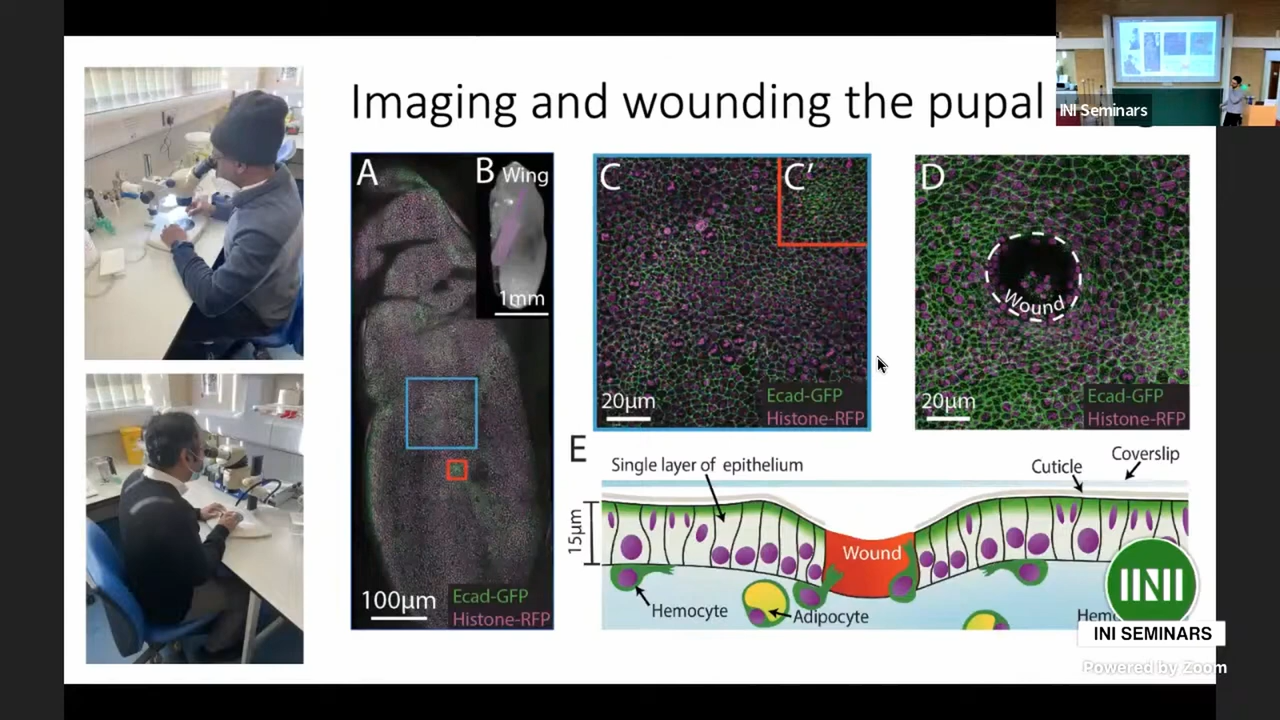 Imaging and wounding the pupal
INI Seminars
A
B Wing
1mm
100µm
Ecad-GFP
Histone-RFP
C
C'
20µm
Ecad-GFP
Histone-RFP
D
Wound
20µm
Ecad-GFP
Histone-RFP
E
Single layer of epithelium
Cuticle
Coverslip
15µm
Wound
Hemocyte
Adipocyte
INI
INI SEMINARS
Powered by Zoom